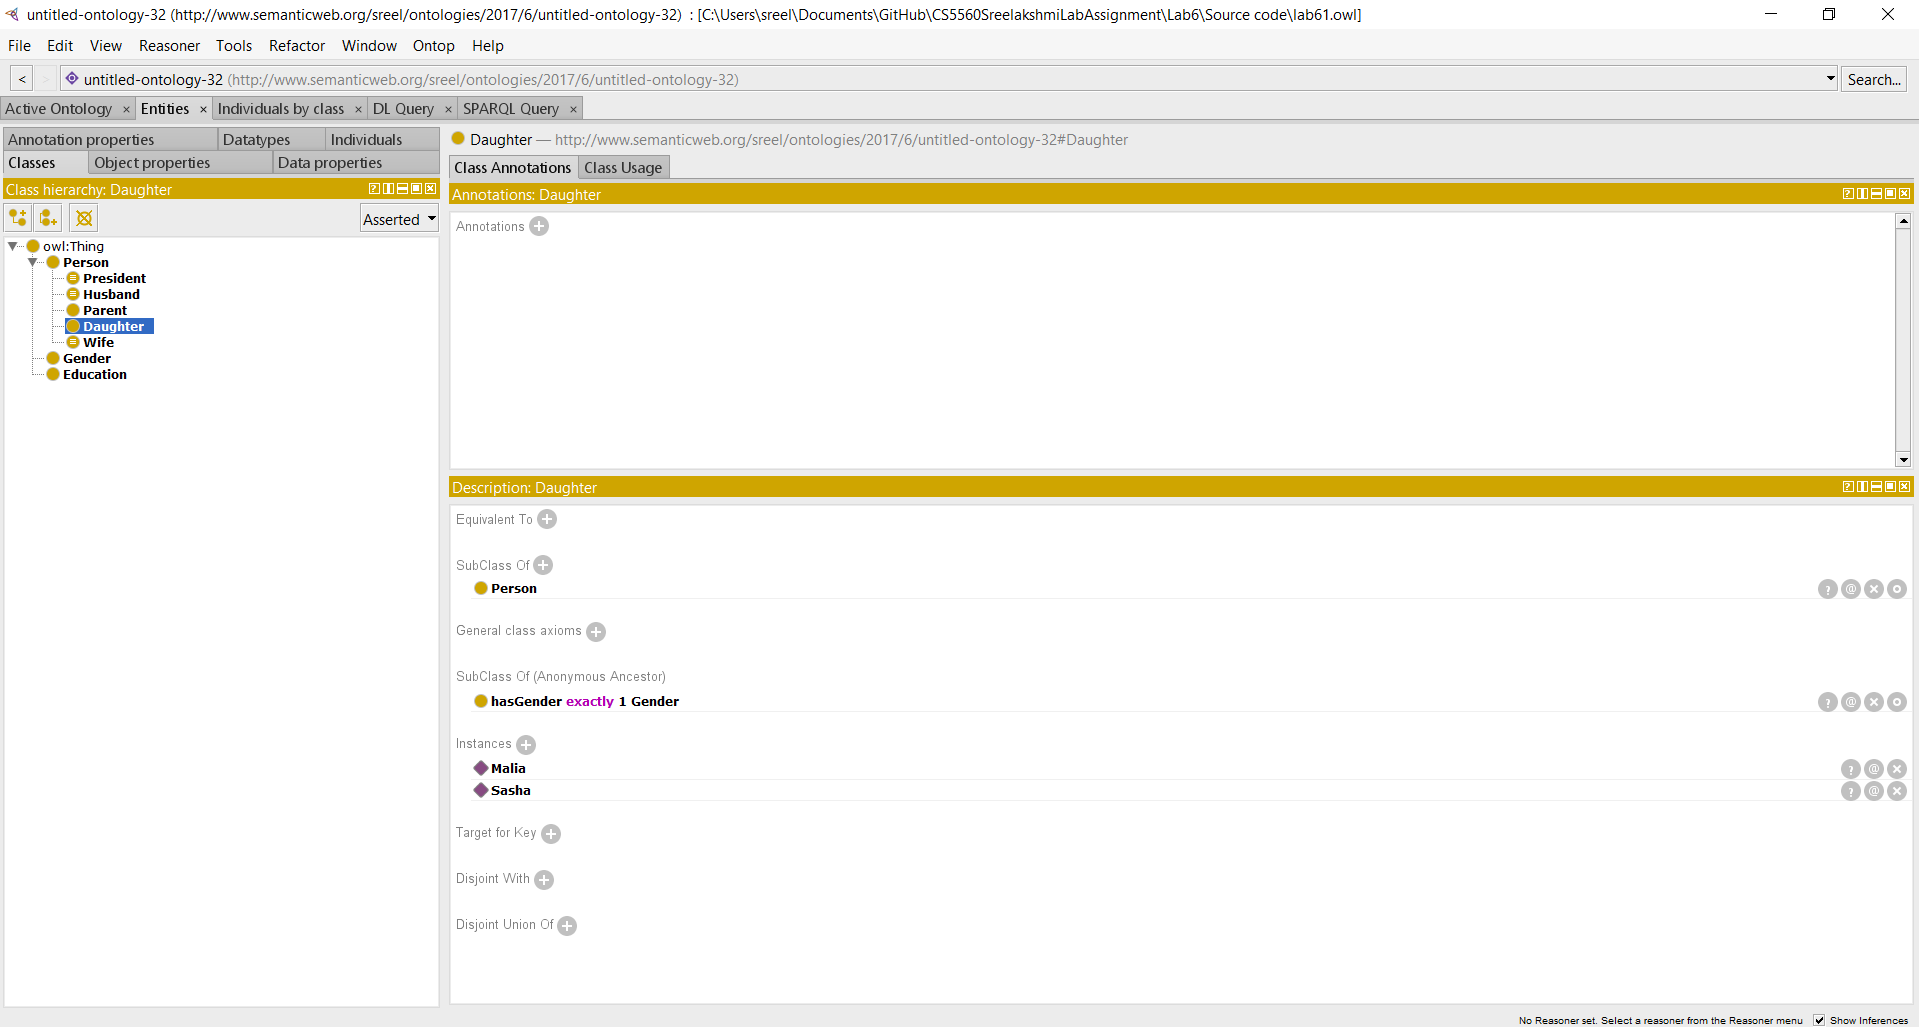 untitled-ontology-32 (http://www.semanticweb.org/sreel/ontologies/2017/6/untitled-ontology-32) : [C:\Users\sreel\Documents\GitHub\CS5560SreelakshmiLabAssignment\Lab6\Source code\lab61.owl]
File Edit View Reasoner Tools Refactor Window Ontop Help
< > untitled-ontology-32 (http://www.semanticweb.org/sreel/ontologies/2017/6/untitled-ontology-32) Search...
Active Ontology × Entities × Individuals by class × DL Query × SPARQL Query ×
Annotation properties Datatypes Individuals
Classes Object properties Data properties
Class hierarchy: Daughter
Asserted
owl:Thing
Person
President
Husband
Parent
Daughter
Wife
Gender
Education
Daughter — http://www.semanticweb.org/sreel/ontologies/2017/6/untitled-ontology-32#Daughter
Class Annotations Class Usage
Annotations: Daughter
Annotations
Description: Daughter
Equivalent To
SubClass Of
Person
General class axioms
SubClass Of (Anonymous Ancestor)
hasGender exactly 1 Gender
Instances
Malia
Sasha
Target for Key
Disjoint With
Disjoint Union Of
No Reasoner set. Select a reasoner from the Reasoner menu Show Inferences